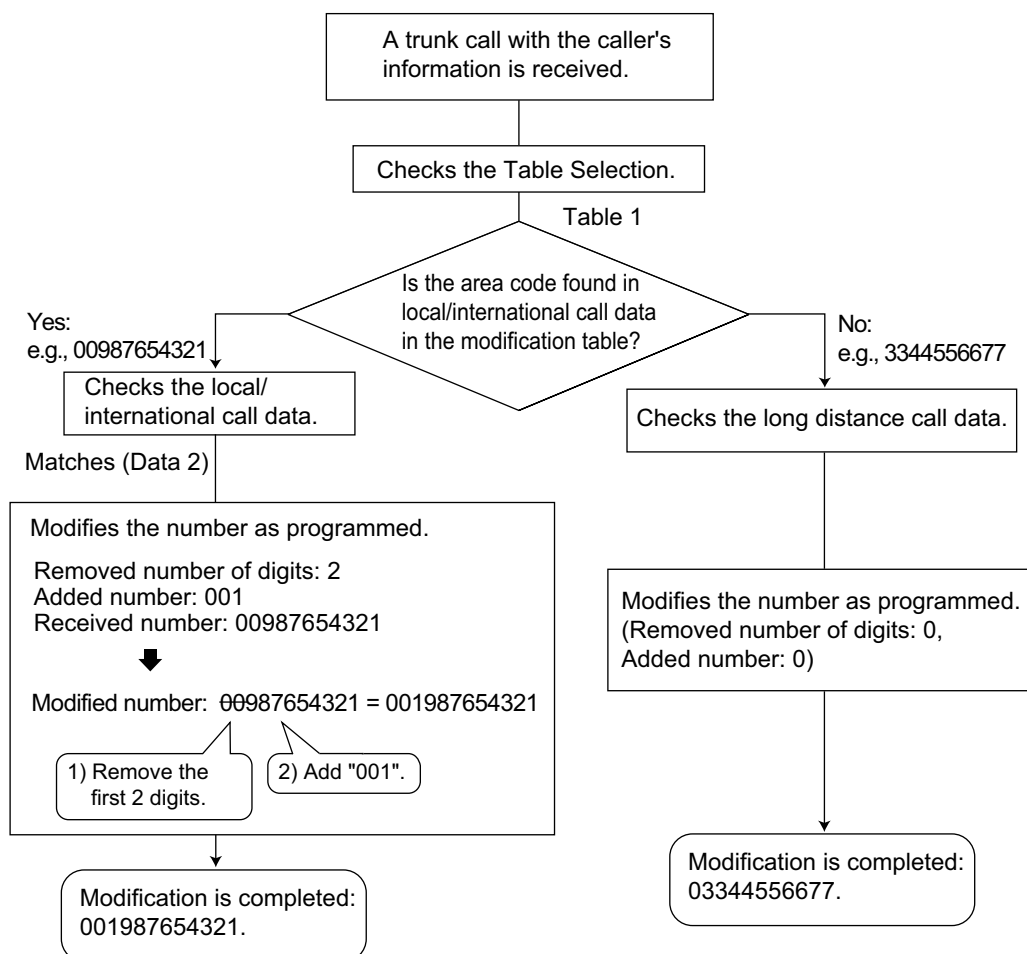 A trunk call with the caller's
information is received.
Checks the Table Selection.
Table 1
Is the area code found in
local/international call data
in the modification table?
Yes:
e.g., 00987654321
No:
e.g., 3344556677
Checks the local/
international call data.
Checks the long distance call data.
Matches (Data 2)
Modifies the number as programmed.
Removed number of digits: 2
Added number: 001
Received number: 00987654321
Modified number: 00987654321 = 001987654321
1) Remove the
first 2 digits.
2) Add "001".
Modifies the number as programmed.
(Removed number of digits: 0,
Added number: 0)
Modification is completed:
001987654321.
Modification is completed:
03344556677.